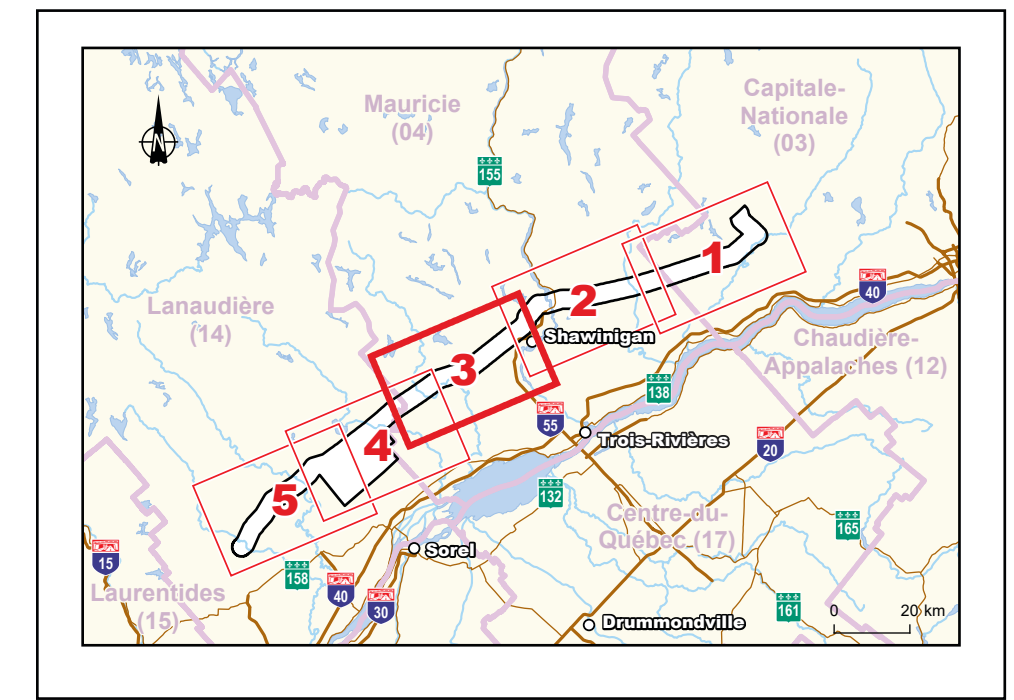 Capitale-
Nationale
(03)
Mauricie
(04)
155
1
40
2
Lanaudière
(14)
Shawinigan
Chaudière-
Appalaches (12)
3
138
55
Trois-Rivières
20
4
132
5
Centre-du-
Québec (17)
165
Sorel
15
158
40
30
Laurentides
(15)
161
Drummondville
0 20 km